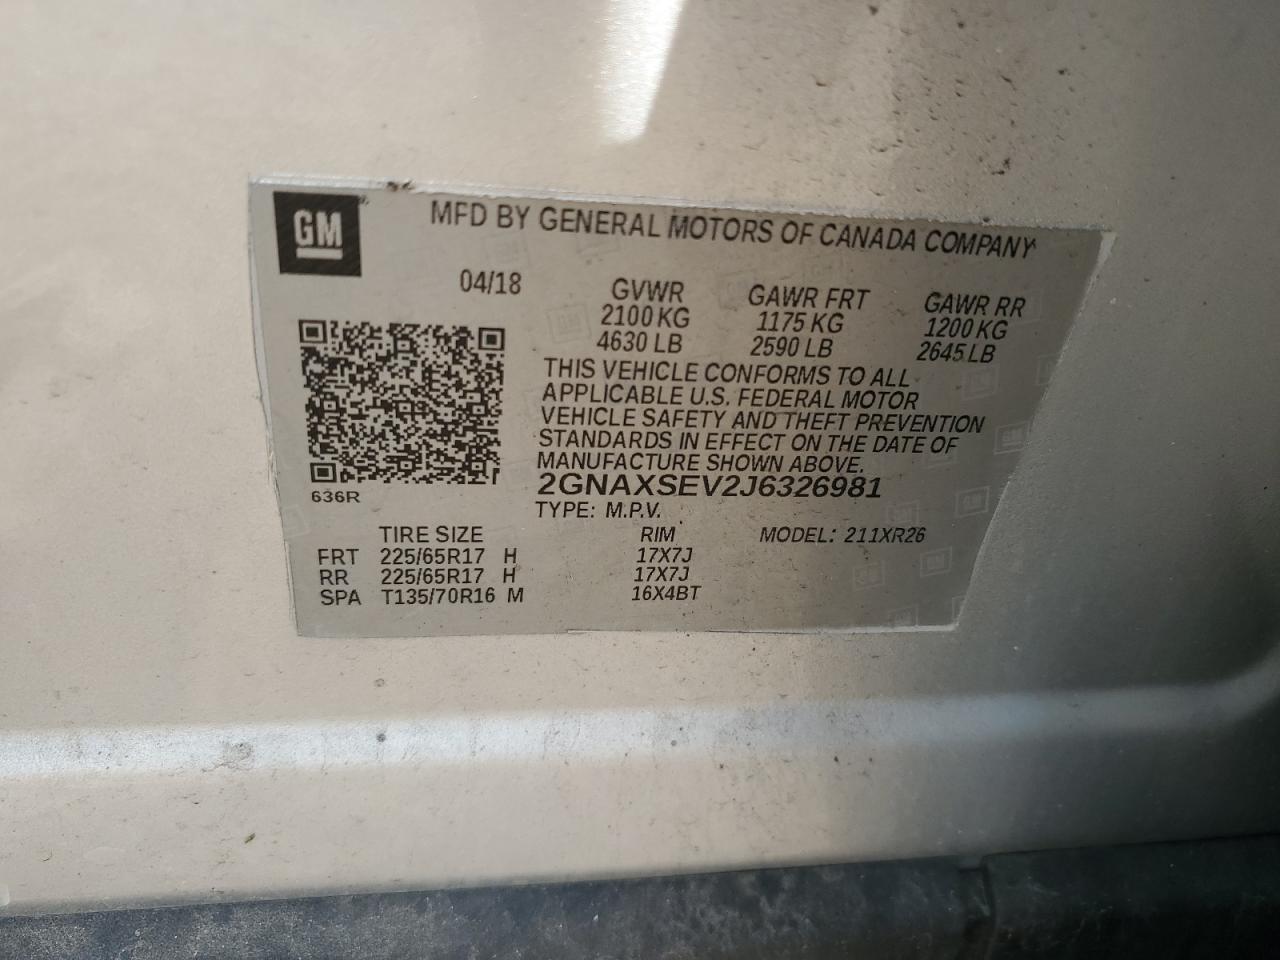 GM
MFD BY GENERAL MOTORS OF CANADA COMPANY
04/18 GVWR GAWR FRT GAWR RR
2100 KG 1175 KG 1200 KG
4630 LB 2590 LB 2645 LB
THIS VEHICLE CONFORMS TO ALL
APPLICABLE U.S. FEDERAL MOTOR
VEHICLE SAFETY AND THEFT PREVENTION
STANDARDS IN EFFECT ON THE DATE OF
MANUFACTURE SHOWN ABOVE.
2GNAXSEV2J6326981
636R
TYPE: M.P.V.
TIRE SIZE RIM MODEL: 211XR26
FRT 225/65R17 H 17X7J
RR 225/65R17 H 17X7J
SPA T135/70R16 M 16X4BT